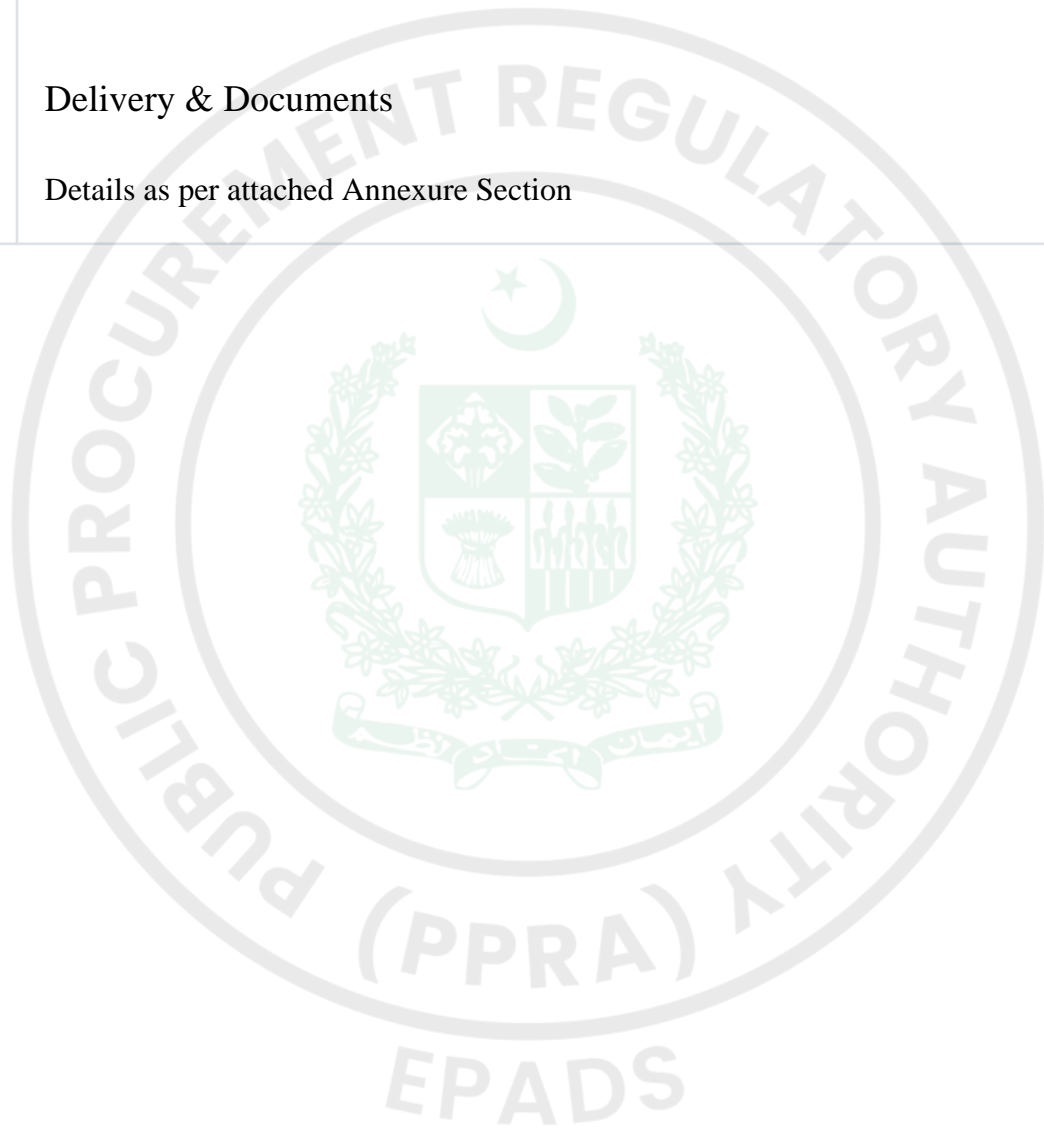 Delivery & Documents
Details as per attached Annexure Section
PUBLIC PROCUREMENT REGULATORY AUTHORITY
(PPRA)
EPADS